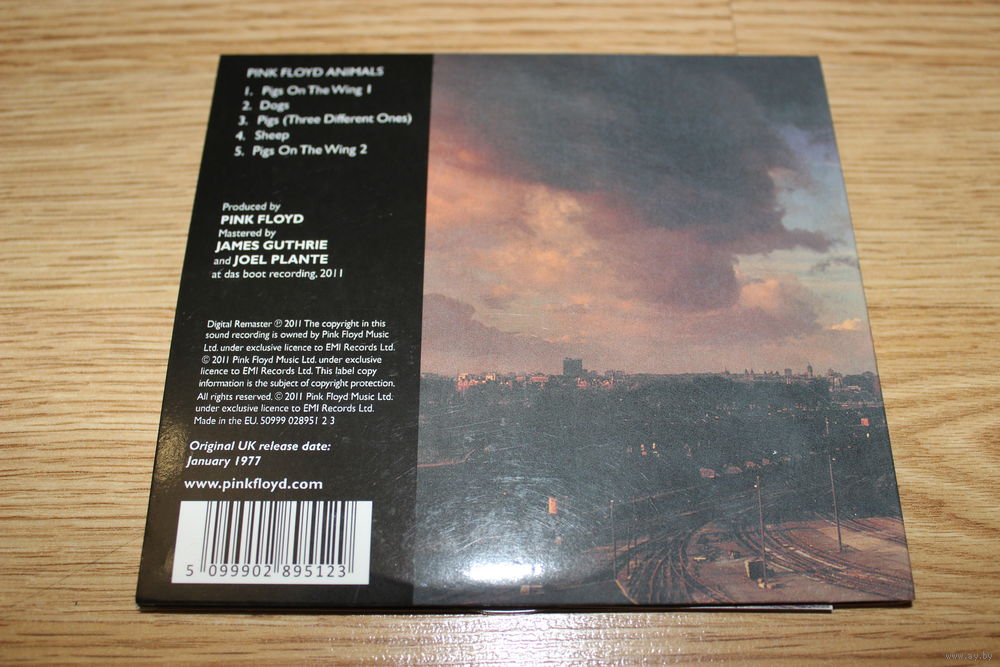 PINK FLOYD ANIMALS
1. Pigs On The Wing 1
2. Dogs
3. Pigs (Three Different Ones)
4. Sheep
5. Pigs On The Wing 2
Produced by
PINK FLOYD
Mastered by
JAMES GUTHRIE
and JOEL PLANTE
at das boot recording, 2011
Digital Remaster ℗ 2011 The copyright in this
sound recording is owned by Pink Floyd Music
Ltd. under exclusive licence to EMI Records Ltd.
© 2011 Pink Floyd Music Ltd. under exclusive
licence to EMI Records Ltd. This label copy
information is the subject of copyright protection.
All rights reserved. © 2011 Pink Floyd Music Ltd.
under exclusive licence to EMI Records Ltd.
Made in the EU. 50999 028951 2 3
Original UK release date:
January 1977
www.pinkfloyd.com
5 099902 895123
www.ay.by